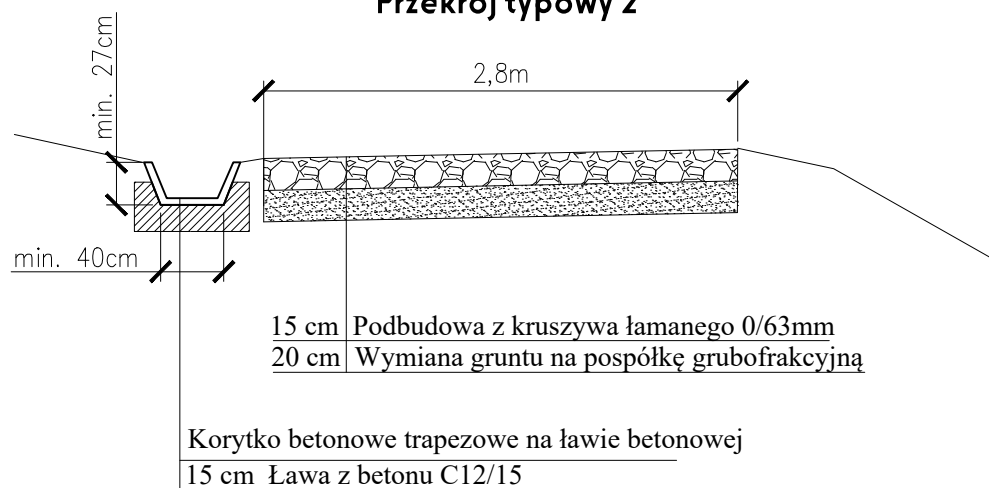 Przekrój typowy 2
min. 27cm
2,8m
min. 40cm
15 cm Podbudowa z kruszywa łamanego 0/63mm
20 cm Wymiana gruntu na pospółkę grubofrakcyjną
Korytko betonowe trapezowe na ławie betonowej
15 cm Ława z betonu C12/15